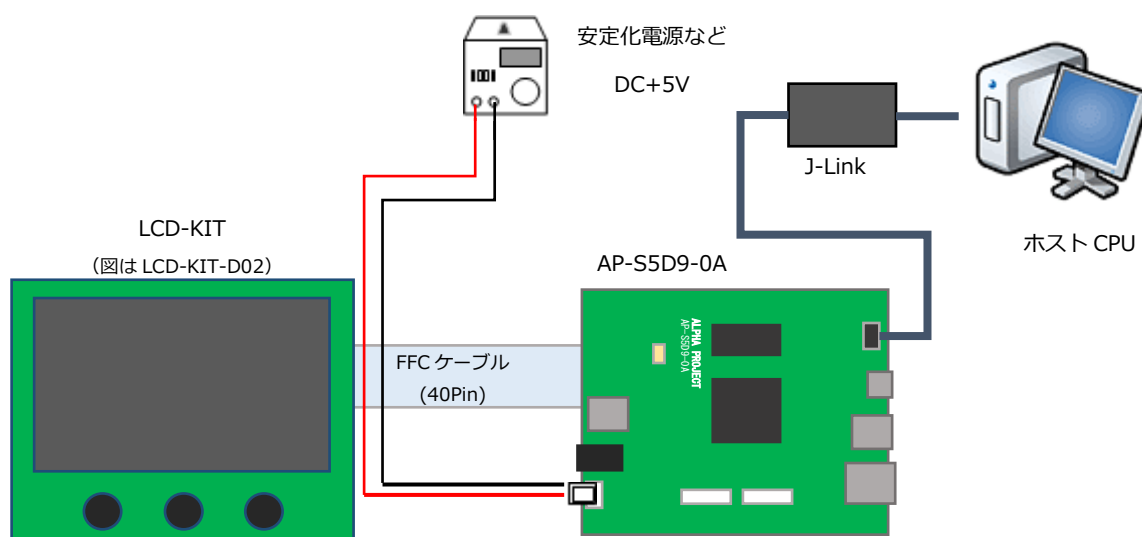 安定化電源など
DC+5V
J-Link
ホスト CPU
LCD-KIT
（図は LCD-KIT-D02）
AP-S5D9-0A
FFC ケーブル
(40Pin)
ALPHA PROJECT
AP-S5D9-0A